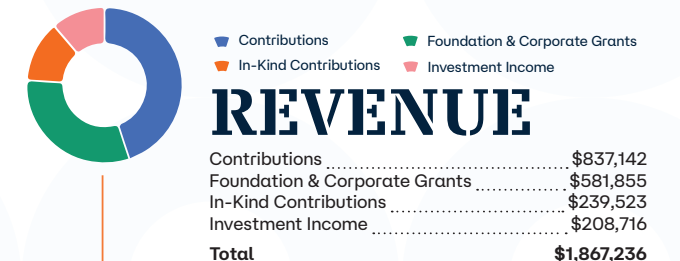 Contributions
Foundation & Corporate Grants
In-Kind Contributions
Investment Income
REVENUE
Contributions $837,142
Foundation & Corporate Grants $581,855
In-Kind Contributions $239,523
Investment Income $208,716
Total $1,867,236